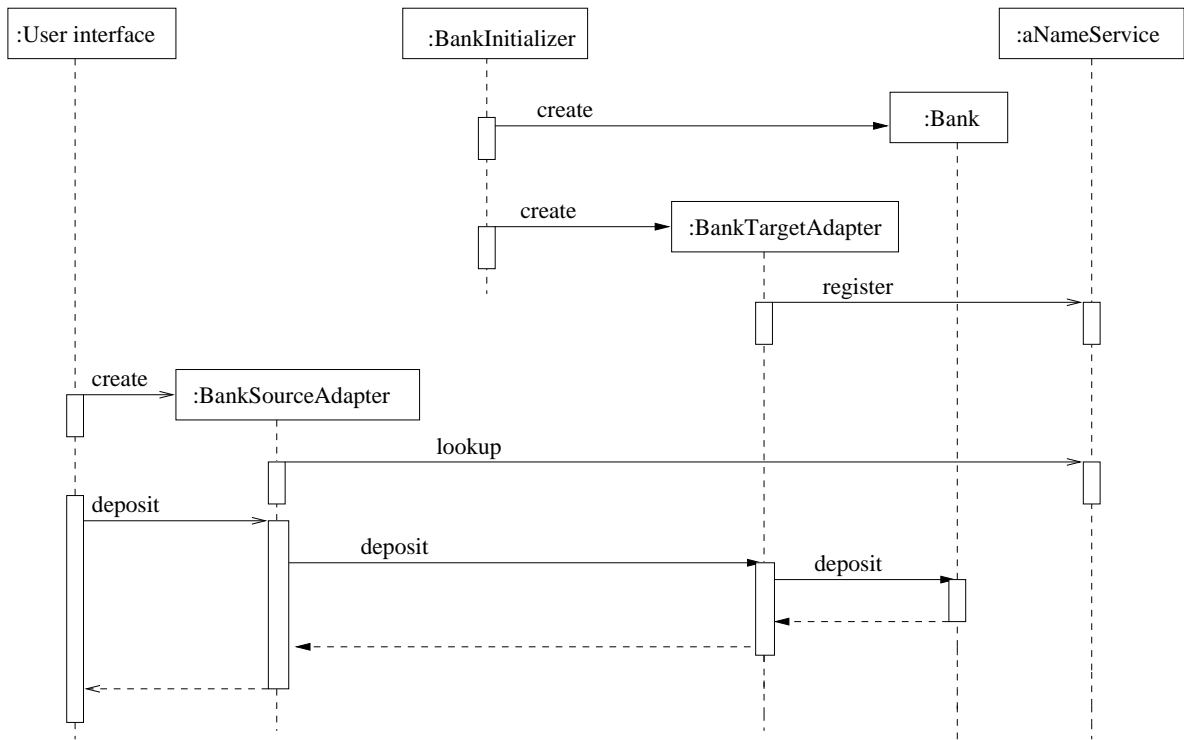 :User interface
:BankInitializer
:aNameService
create
:Bank
create
:BankTargetAdapter
register
create
:BankSourceAdapter
lookup
deposit
deposit
deposit